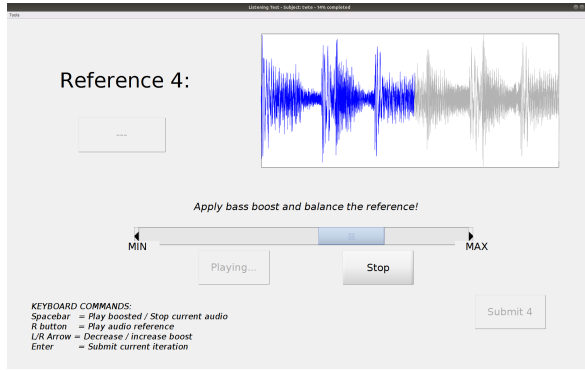 Listening Test - Subject: twte - 14% completed
Tools
Reference 4:
---
Apply bass boost and balance the reference!
MIN
MAX
Playing...
Stop
Submit 4
KEYBOARD COMMANDS:
Spacebar = Play boosted / Stop current audio
R button = Play audio reference
L/R Arrow = Decrease / increase boost
Enter = Submit current iteration